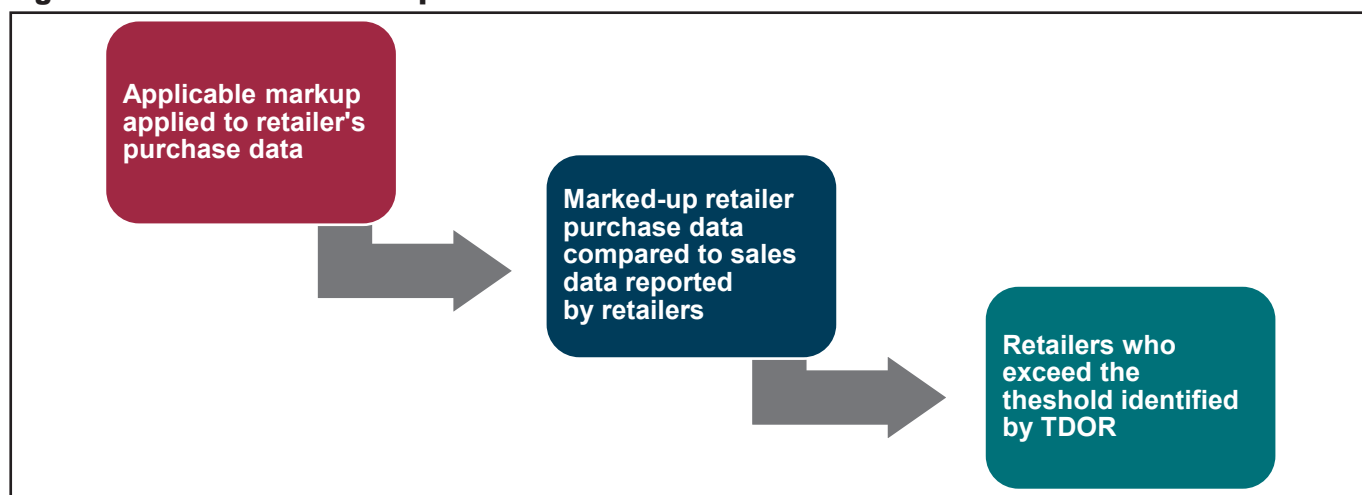 Applicable markup
applied to retailer's
purchase data
Marked-up retailer
purchase data
compared to sales
data reported
by retailers
Retailers who
exceed the
theshold identified
by TDOR